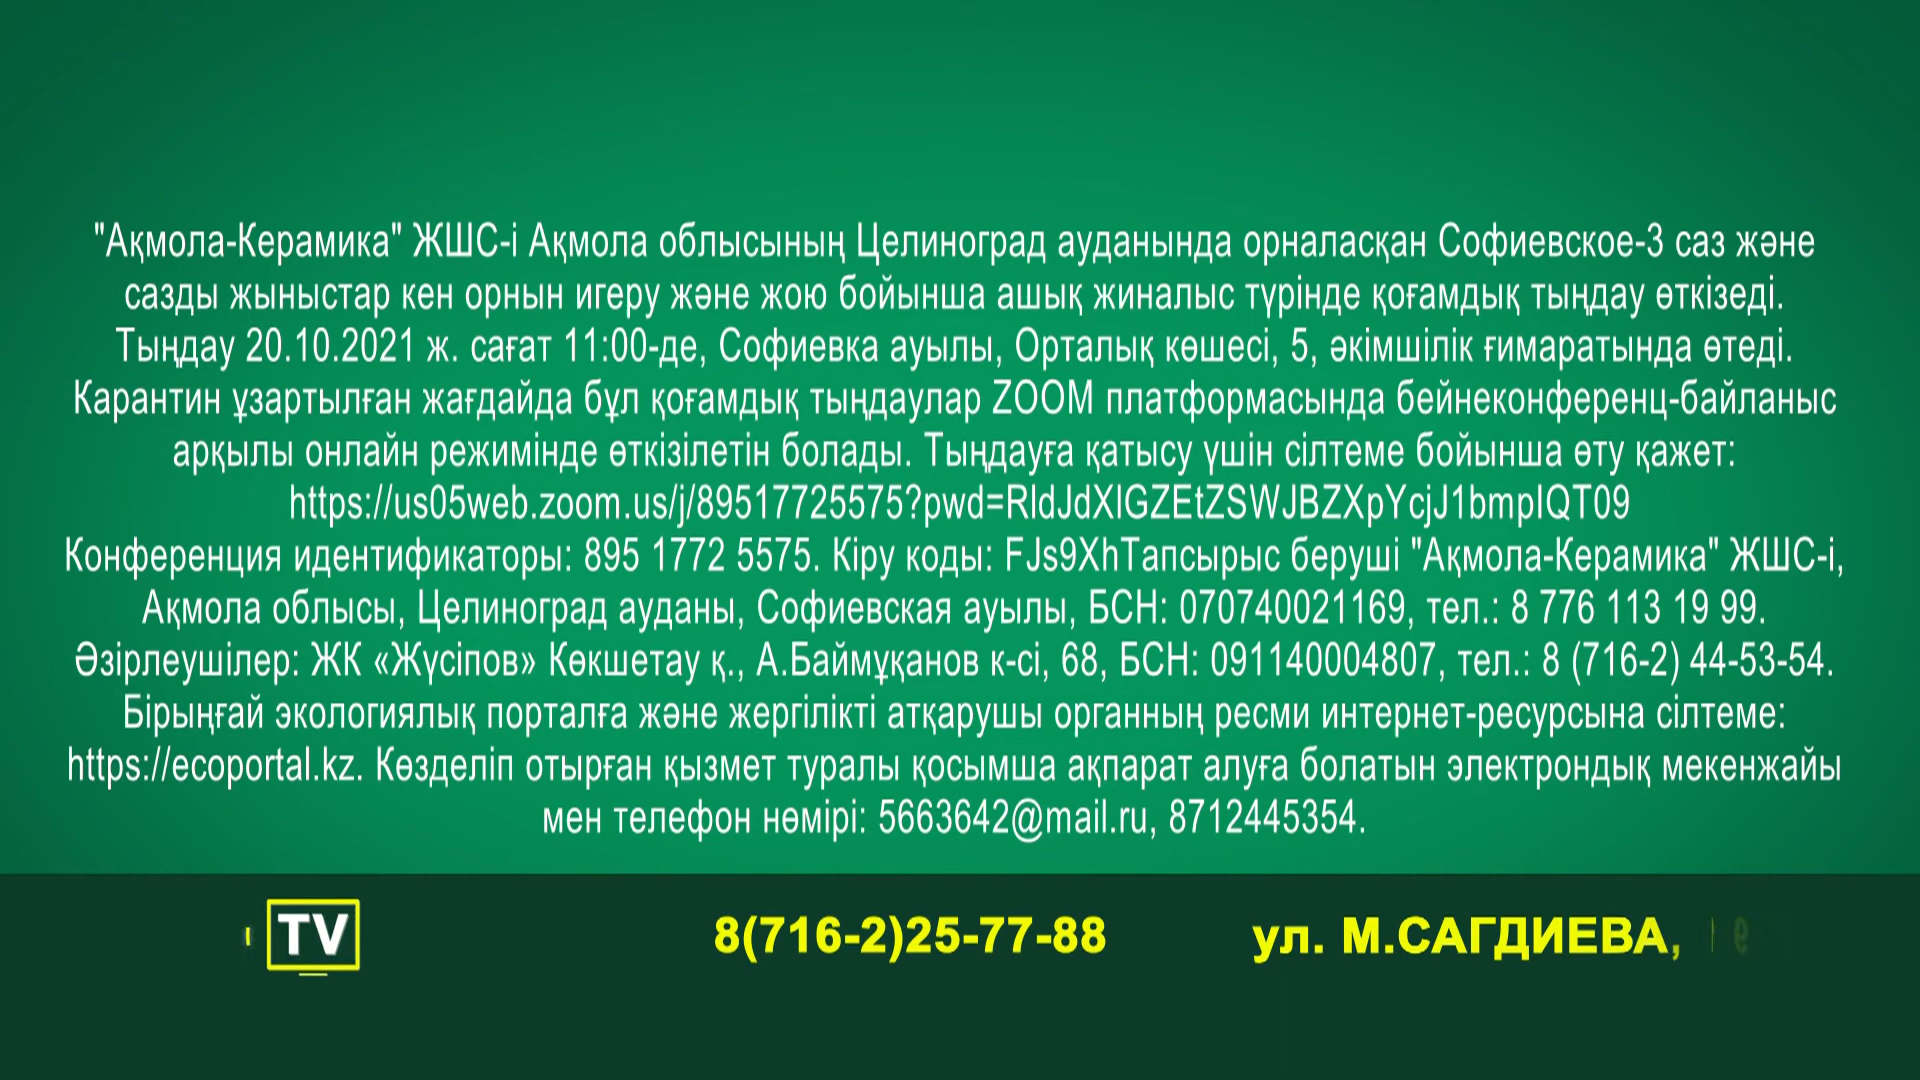 "Ақмола-Керамика" ЖШС-і Ақмола облысының Целиноград ауданында орналасқан Софиевское-3 саз және
сазды жыныстар кен орнын игеру және жою бойынша ашық жиналыс түрінде қоғамдық тыңдау өткізеді.
Тыңдау 20.10.2021 ж. сағат 11:00-де, Софиевка ауылы, Орталық көшесі, 5, әкімшілік ғимаратында өтеді.
Карантин ұзартылған жағдайда бұл қоғамдық тыңдаулар ZOOM платформасында бейнеконференц-байланыс
арқылы онлайн режимінде өткізілетін болады. Тыңдауға қатысу үшін сілтеме бойынша өту қажет:
https://us05web.zoom.us/j/89517725575?pwd=RldJdXlGZEtZSWJBZXpYcjJ1bmpIQT09
Конференция идентификаторы: 895 1772 5575. Кіру коды: FJs9XhТапсырыс беруші "Ақмола-Керамика" ЖШС-і,
Ақмола облысы, Целиноград ауданы, Софиевская ауылы, БСН: 070740021169, тел.: 8 776 113 19 99.
Әзірлеушілер: ЖК «Жүсіпов» Көкшетау қ., А.Баймұқанов к-сі, 68, БСН: 091140004807, тел.: 8 (716-2) 44-53-54.
Бірыңғай экологиялық порталға және жергілікті атқарушы органның ресми интернет-ресурсына сілтеме:
https://ecoportal.kz. Көзделіп отырған қызмет туралы қосымша ақпарат алуға болатын электрондық мекенжайы
мен телефон нөмірі: 5663642@mail.ru, 8712445354.
TV 8(716-2)25-77-88 ул. М.САГДИЕВА,